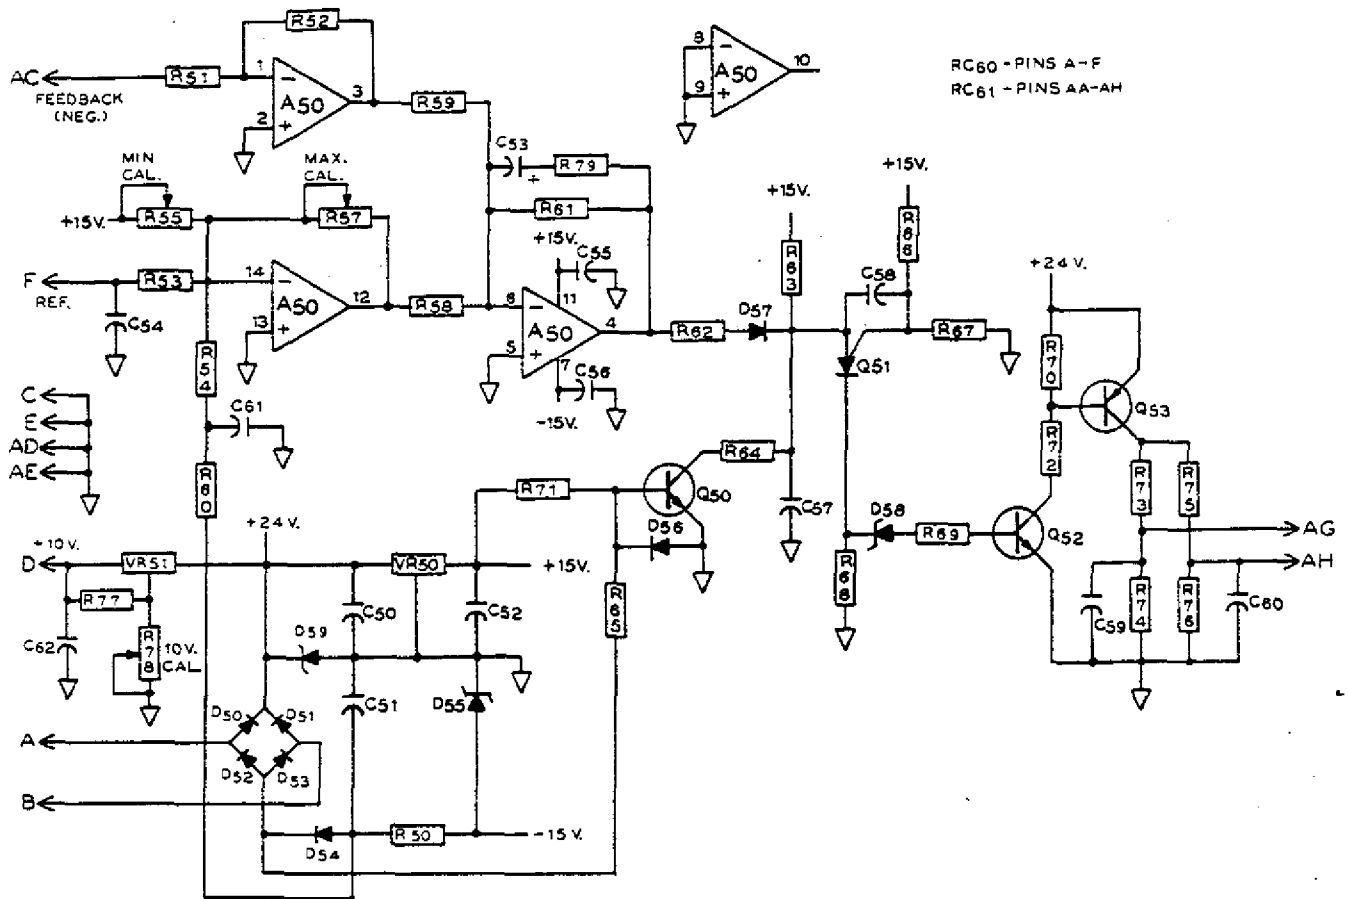 R52
8
10
A50
9
RC60 - PINS A-F
RC61 - PINS AA-AH
AC
FEEDBACK
(NEG.)
R51
1
2
A50
3
R59
C53
+
R79
MIN
CAL.
MAX.
CAL.
+15V.
R55
R57
R61
+15V.
C55
+15V.
+15V.
R63
R66
F
REF.
R53
C54
14
13
A50
12
R58
6
5
11
A50
4
7
C56
-15V.
R62
D57
C58
Q51
R67
+24V.
R70
Q53
R72
R54
C61
R60
C
E
AD
AE
R71
R64
Q50
D56
C57
D58
R69
Q52
R68
R73
R75
AG
AH
R74
R76
C59
C60
+24V.
+10V.
D
VR51
VR50
+15V.
R77
C62
R78
10V.
CAL.
C50
C52
D59
C51
D55
R65
A
B
D50
D51
D52
D53
D54
R50
-15V.